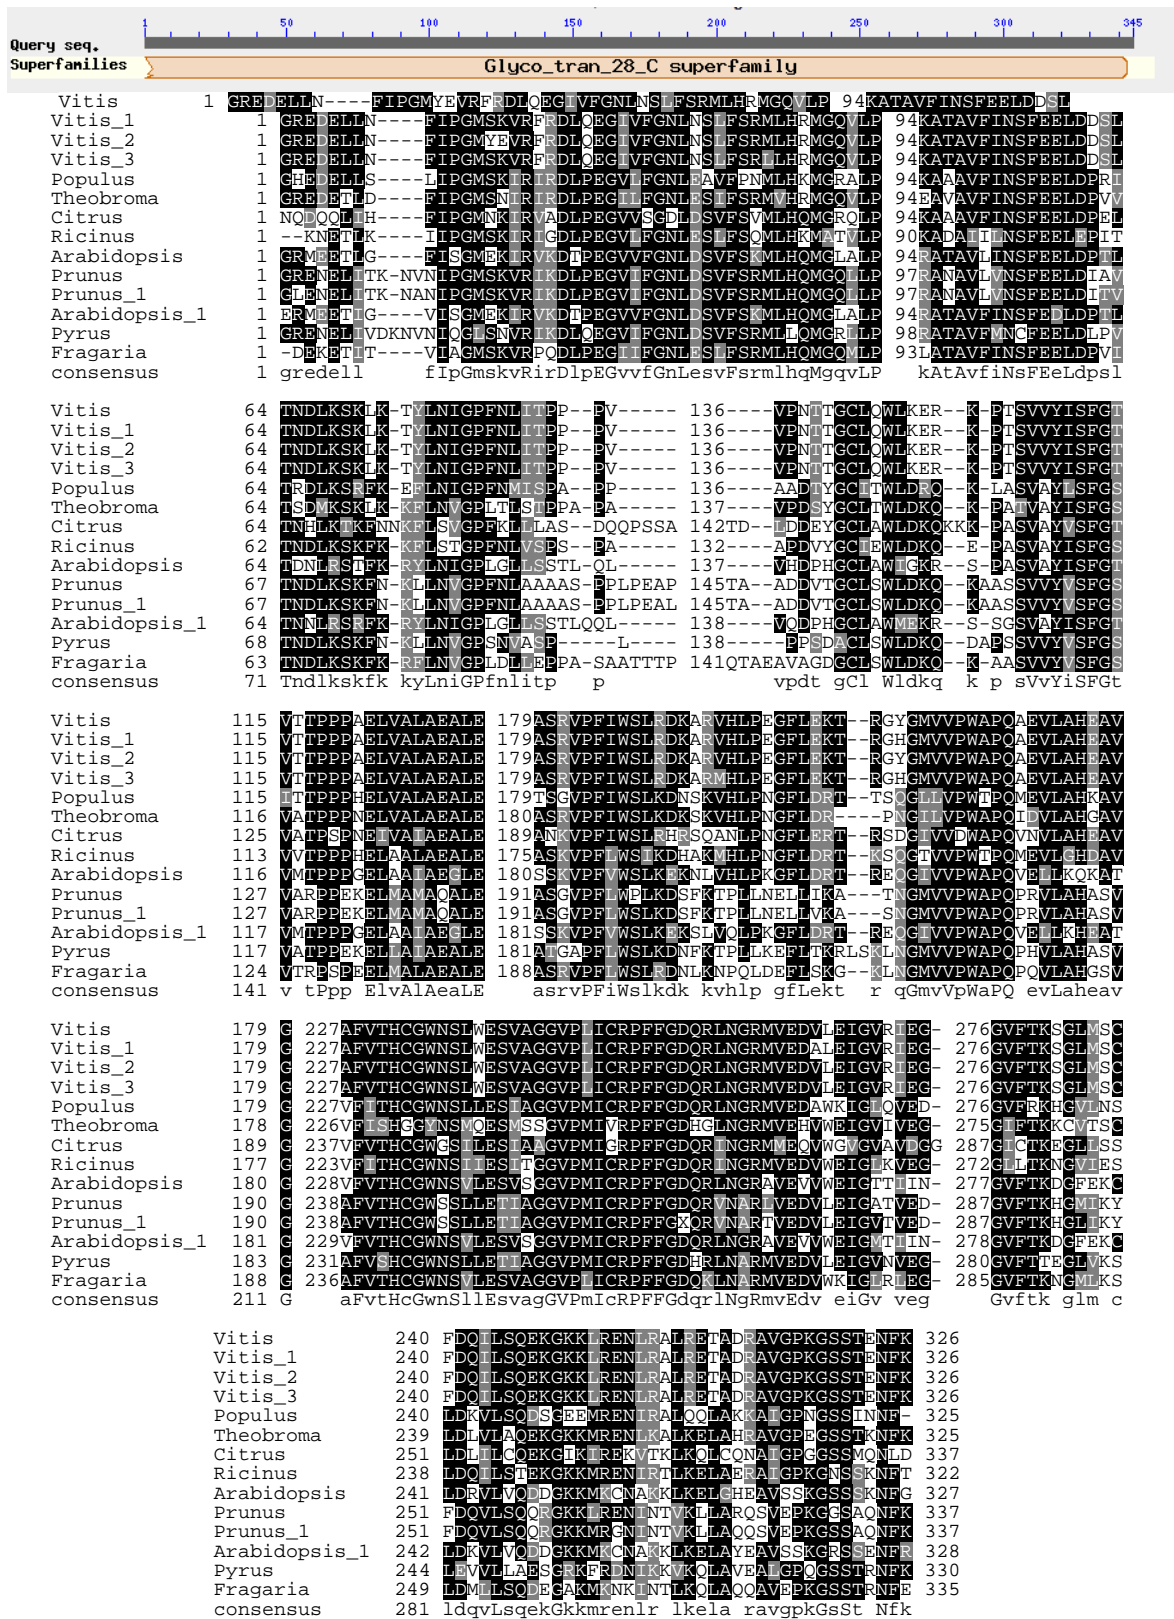 1 50 100 150 200 250 300 345
Query seq.
Superfamilies Glyco_tran_28_C superfamily
Vitis 1 GREDELLN----FIPGMYEVRFRDLQEGIVFGNLNSLFSRMLHRMGQVLP 94KATAVFINSFEELDDSL
Vitis_1 1 GREDELLN----FIPGMSKVRFRDLQEGIVFGNLNSLFSRMLHRMGQVLP 94KATAVFINSFEELDDSL
Vitis_2 1 GREDELLN----FIPGMYEVRFRDLQEGIVFGNLNSLFSRMLHRMGQVLP 94KATAVFINSFEELDDSL
Vitis_3 1 GREDELLN----FIPGMSKVRFRDLQEGIVFGNLNSLFSRLLHRMGQVLP 94KATAVFINSFEELDDSL
Populus 1 GHEDELLS----LIPGMSKIRIRDLPEGVLFGNLEAVFPNMLHKMGRALP 94KAAAVFINSFEELDPRI
Theobroma 1 GREDETLD----FIPGMSNIRIRDLPEGILFGNLESIFSRMVHRMGQVLP 94EAVAVFINSFEELDPVV
Citrus 1 NQDQQLIH----FIPGMNKIRVADLPEGVVSGDLDSVFSVMLHQMGRQLP 94KAAAVFINSFEELDPEL
Ricinus 1 --KNETLK----IIPGMSKIRIGDLPEGVLFGNLESLFSQMLHKMATVLP 90KADAIILNSFEELEPIT
Arabidopsis 1 GRMEETLG----FISGMEKIRVKDTPEGVVFGNLDSVFSKMLHQMGLALP 94RATAVLINSFEELDPTL
Prunus 1 GRENELITK-NVNIPGMSKVRIKDLPEGVIFGNLDSVFSRMLHQMGQLLP 97RANAVLVNSFEELDIAV
Prunus_1 1 GLENELITK-NANIPGMSKVRIKDLPEGVIFGNLDSVFSRMLHQMGQLLP 97RANAVLVNSFEELDITV
Arabidopsis_1 1 ERMEETIG----VISGMEKIRVKDTPEGVVFGNLDSVFSKMLHQMGLALP 94RATAVFINSFEDLDPTL
Pyrus 1 GRENELIVDKNVNIQGLSNVRIKDLQEGVIFGNLDSVFSRMLLQMGRLLP 98RATAVFMNCFEELDLPV
Fragaria 1 -DEKETIT----VIAGMSKVRPQDLPEGIIFGNLESLFSRMLHQMGQMLP 93LATAVFINSFEELDPVI
consensus 1 gredell fIpGmskvRirDlpEGvvfGnLesvFsrmlhqMgqvLP kAtAvfiNsFEeLdpsl
Vitis 64 TNDLKSKLK-TYLNIGPFNLITPP--PV----- 136----VPNTTGCLQWLKER--K-PTSVVYISFGT
Vitis_1 64 TNDLKSKLK-TYLNIGPFNLITPP--PV----- 136----VPNTTGCLQWLKER--K-PTSVVYISFGT
Vitis_2 64 TNDLKSKLK-TYLNIGPFNLITPP--PV----- 136----VPNTTGCLQWLKER--K-PTSVVYISFGT
Vitis_3 64 TNDLKSKLK-TYLNIGPFNLITPP--PV----- 136----VPNTTGCLQWLKER--K-PTSVVYISFGT
Populus 64 TRDLKSRFK-EFLNIGPFNMISPA--PP----- 136----AADTYGCITWLDRQ--K-LASVAYLSFGT
Theobroma 64 TSDMKSKLK-KFLNVGPLTLSTPPA-PA----- 137----VPDSYGCLTWLDKQ--K-PATVAYISFGT
Citrus 64 TNHLKTKFNNKFLSVGPFKLLLAS-DQQPSSA 142TD--LDDEYGCLAWLDKQKKK-PASVAYVSFGT
Ricinus 62 TNDLKSKFK-KFLSTGPFNLVSPS--PA----- 132----APDVYGCIEWLDKQ--E-PASVAYISFGS
Arabidopsis 64 TDNLRSTFK-RYLNIGPLGLLSSTL-QL----- 137----VHDPHGCLAWIGKR--S-PASVAYISFGT
Prunus 67 TNDLKSKFN-KLLNVGPFNLAAAAS-PPLPEAP 145TA--ADDVTGCLSWLDKQ--KAASSVVYVSFGS
Prunus_1 67 TNDLKSKFN-KLLNVGPFNLAAAAS-PPLPEAL 145TA--ADDVTGCLSWLDKQ--KAASSVVYVSFGS
Arabidopsis_1 64 TNNLRSRFK-RYLNIGPLGLLSSTLQQL----- 138----VQDPHGCLAWMEKR--S-SGSVAYISFGT
Pyrus 68 TNDLKSKFN-KLLNVGPSNVASP-----L---- 138-----PPSDACLSWLDKQ--DAPSSVVYVSFGS
Fragaria 63 TNDLKSKFK-RFLNVGPLDLLEPPA-SAATTTP 141QTAEAVAGDGCLSWLDKQ--K-AASVVYVSFGS
consensus 71 Tndlkskfk kyLniGPfnlitp p vpdt gCl Wldkq k p sVvYiSFGt
Vitis 115 VTTPPPAELVALAEALE 179ASRVPFIWSLRDKARVHLPEGFLEKT--RGYGMVVPWAPQAEVLAHEAV
Vitis_1 115 VTTPPPAELVALAEALE 179ASRVPFIWSLRDKARVHLPEGFLEKT--RGHGMVVPWAPQAEVLAHEAV
Vitis_2 115 VTTPPPAELVALAEALE 179ASRVPFIWSLRDKARVHLPEGFLEKT--RGYGMVVPWAPQAEVLAHEAV
Vitis_3 115 VTTPPPAELVALAEALE 179ASRVPFIWSLRDKARMHLPEGFLEKT--RGHGMVVPWAPQAEVLAHEAV
Populus 115 ITTPPPHELVALAEALE 179TSGVPFIWSLKDNSKVHLPNGFLDRT--TSQGLLVPWTPQMEVLAHKAV
Theobroma 116 VATPPPNELVALAEALE 180ASRVPFIWSLKDKSKVHLPNGFLDR----PNGILVPWAPQIDVLAHGAV
Citrus 125 VATPSPNEIVAIAEALE 189ANKVPFIWSLRHRSQANLPNGFLERT--RSDGIVVDWAPQVNVLAHEAV
Ricinus 113 VVTPPPHELAALAEALE 175ASKVPFLWSIKDHAKMHLPNGFLDRT--KSQGTVVPWTPQMEVLGHDAV
Arabidopsis 116 VMTPPPGELAAIAEGLE 180SSKVPFVWSLKEKNLVHLPKGFLDRT--REQGIVVPWAPQVELLKQKAT
Prunus 127 VARPPEKELMAMAQALE 191ASGVPFLWPLKDSFKTPLLNELLIKA---TNGMVVPWAPQPRVLAHASV
Prunus_1 127 VARPPEKELMAMAQALE 191ASGVPFLWSLKDSFKTPLLNELLVKA---SNGMVVPWAPQPRVLAHASV
Arabidopsis_1 117 VMTPPPGELAAIAEGLE 181SSKVPFVWSLKEKSLVQLPKGFLDRT--REQGIVVPWAPQVELLKHEAT
Pyrus 117 VATPPEKELLAIAEALE 181ATGAPFLWSLKDNFKTPLLKEFLTKRLSKLNGMVVPWAPQPHVLAHASV
Fragaria 124 VTRPSPEELMALAEALE 188ASRVPFLWSLRDNLKNPQLDEFLSKG--KLNGMVVPWAPQPQVLAHGSV
consensus 141 v tPpp ElvAlAeaLE asrvPFiWslkdk kvhlp gfLekt r qGmvVpWaPQ evLaheav
Vitis 179 G 227AFVTHCGWNSLWESVAGGVPLICRPFFGDQRLNGRMVEDVLEIGVRIEG- 276GVFTKSGLMSC
Vitis_1 179 G 227AFVTHCGWNSLWESVAGGVPLICRPFFGDQRLNGRMVEDALEIGVRIEG- 276GVFTKSGLMSC
Vitis_2 179 G 227AFVTHCGWNSLWESVAGGVPLICRPFFGDQRLNGRMVEDVLEIGVRIEG- 276GVFTKSGLMSC
Vitis_3 179 G 227AFVTHCGWNSLWESVAGGVPLICRPFFGDQRLNGRMVEDVLEIGVRIEG- 276GVFTKSGLMSC
Populus 179 G 227VFITHCGWNSLLESIAGGVPMICRPFFGDQRLNGRMVEDAWKIGLQVED- 276GVFRKHGVLNS
Theobroma 178 G 226VFISHGGYNSMQESMSSGVPMIVRPFFGDHGLNGRMVEHVWEIGVIVEG- 275GIFTKKCVTSC
Citrus 189 G 237VFVTHCGWGSILESIAAGVPMIGRPFFGDQRINGRMMEQVWGVGVAVDGG 287GICTKEGLLSS
Ricinus 177 G 223VFITHCGWNSIIESITGGVPMICRPFFGDQRINGRMVEDVWEIGLKVEG- 272GLLTKNGVIES
Arabidopsis 180 G 228VFVTHCGWNSVLESVSGGVPMICRPFFGDQRLNGRAVEVVWEIGTTIIN- 277GVFTKDGFEKC
Prunus 190 G 238AFVTHCGWSSLLETIAGGVPMICRPFFGDQRVNARLVEDVLEIGATVED- 287GVFTKHGMIKY
Prunus_1 190 G 238AFVTHCGWSSLLETIAGGVPMICRPFFGXQRVNARTVEDVLEIGVTVED- 287GVFTKHGLIKY
Arabidopsis_1 181 G 229VFVTHCGWNSVLESVSGGVPMICRPFFGDQRLNGRAVEVVWEIGMTIIN- 278GVFTKDGFEKC
Pyrus 183 G 231AFVSHCGWNSLLETIAGGVPMICRPFFGDHRLNARMVEDVLEIGVNVEG- 280GVFTTEGLVKS
Fragaria 188 G 236AFVTHCGWNSVLESVAGGVPLICRPFFGDQKLNARMVEDVWKIGLRLEG- 285GVFTKNGMLKS
consensus 211 G aFvtHcGwnSllEsvagGVPmIcRPFFGdqrlNgRmvEdv eiGv veg Gvftk glm c
Vitis 240 FDQILSQEKGKKLRENLRALRETADRAVGPKGSSTENFK 326
Vitis_1 240 FDQILSQEKGKKLRENLRALRETADRAVGPKGSSTENFK 326
Vitis_2 240 FDQILSQEKGKKLRENLRALRETADRAVGPKGSSTENFK 326
Vitis_3 240 FDQILSQEKGKKLRENLRALRETADRAVGPKGSSTENFK 326
Populus 240 LDKVLSQDSGEEMRENIRALQQLAKKAIGPNGSSINNF- 325
Theobroma 239 LDLVLAQEKGKKMRENLKALKELAHRAVGPEGSSTKNFK 325
Citrus 251 LDLILCQEKGIKIREKVTKLKQLCQNAIGPGGSSMQNLD 337
Ricinus 238 LDQILSTEKGKKMRENIRTLKELAERAIGPKGNSSKNFT 322
Arabidopsis 241 LDRVLVQDDGKKMKCNAKKLKELGHEAVSSKGSSSKNFG 327
Prunus 251 FDQVLSQQRGKKLRENINTVKLLARQSVEPKGGSAQNFK 337
Prunus_1 251 FDQVLSQQRGKKMRGNINTVKLLAQQSVEPKGSSAQNFK 337
Arabidopsis_1 242 LDKVLVQDDGKKMKCNAKKLKELAYEAVSSKGRSSENFR 328
Pyrus 244 LEVVLLAESGRKFRDNIKKVKQLAVEALGPQGSSTRNFK 330
Fragaria 249 LDMLLSQDEGAKMKNKINTLKQLAQQAVEPKGSSTRNFE 335
consensus 281 ldqvLsqekGkkmrenlr lkela ravgpkGsSt Nfk